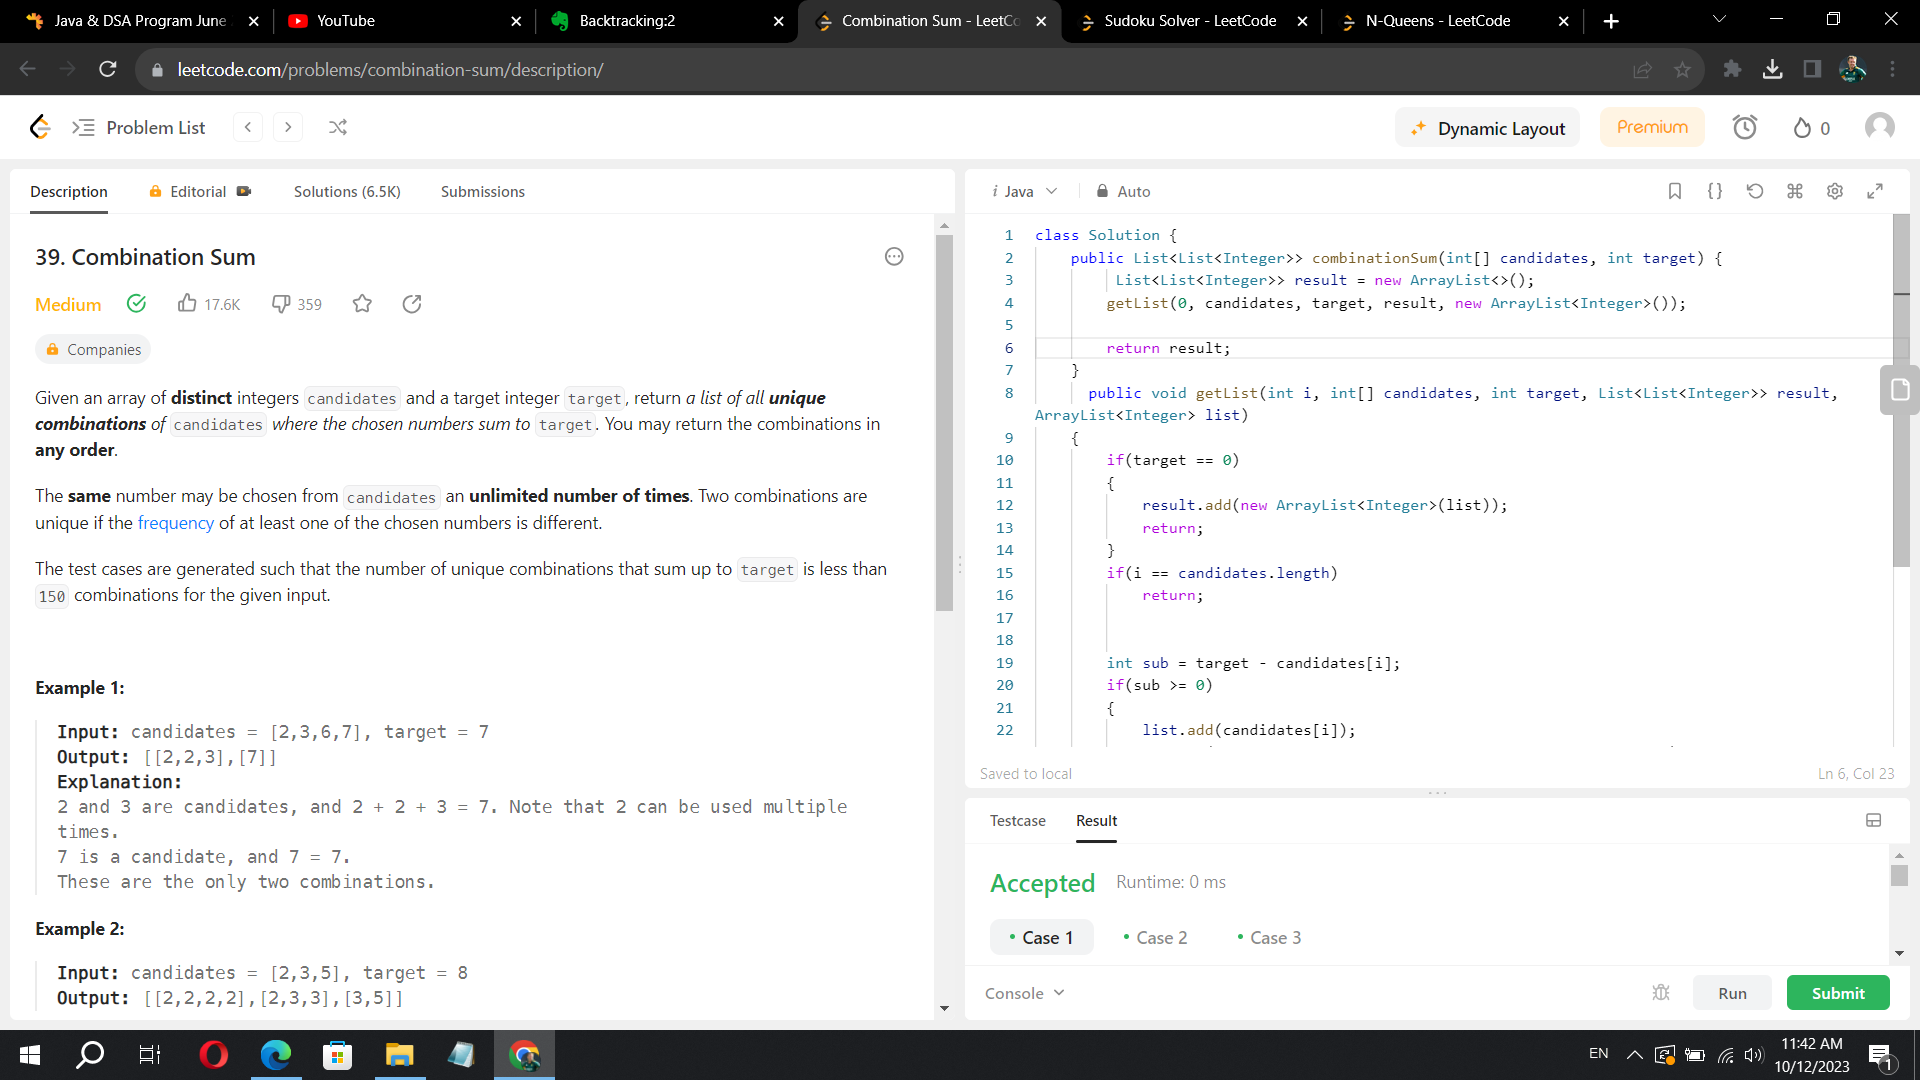 Java & DSA Program June
YouTube
Backtracking:2
Combination Sum - LeetCo
Sudoku Solver - LeetCode
N-Queens - LeetCode
leetcode.com/problems/combination-sum/description/
Problem List
Dynamic Layout
Premium
0
Description
Editorial
Solutions (6.5K)
Submissions
39. Combination Sum
Medium
17.6K
359
Companies
Given an array of distinct integers candidates and a target integer target, return a list of all unique
combinations of candidates where the chosen numbers sum to target. You may return the combinations in
any order.
The same number may be chosen from candidates an unlimited number of times. Two combinations are
unique if the frequency of at least one of the chosen numbers is different.
The test cases are generated such that the number of unique combinations that sum up to target is less than
150 combinations for the given input.
Example 1:
Input: candidates = [2,3,6,7], target = 7
Output: [[2,2,3],[7]]
Explanation:
2 and 3 are candidates, and 2 + 2 + 3 = 7. Note that 2 can be used multiple
times.
7 is a candidate, and 7 = 7.
These are the only two combinations.
Example 2:
Input: candidates = [2,3,5], target = 8
Output: [[2,2,2,2],[2,3,3],[3,5]]
i Java
Auto
1 class Solution {
2 public List<List<Integer>> combinationSum(int[] candidates, int target) {
3 List<List<Integer>> result = new ArrayList<>();
4 getList(0, candidates, target, result, new ArrayList<Integer>());
5
6 return result;
7 }
8 public void getList(int i, int[] candidates, int target, List<List<Integer>> result,
ArrayList<Integer> list)
9 {
10 if(target == 0)
11 {
12 result.add(new ArrayList<Integer>(list));
13 return;
14 }
15 if(i == candidates.length)
16 return;
17
18
19 int sub = target - candidates[i];
20 if(sub >= 0)
21 {
22 list.add(candidates[i]);
Saved to local
Ln 6, Col 23
Testcase
Result
Accepted
Runtime: 0 ms
Case 1
Case 2
Case 3
Console
Run
Submit
EN
11:42 AM
10/12/2023
1